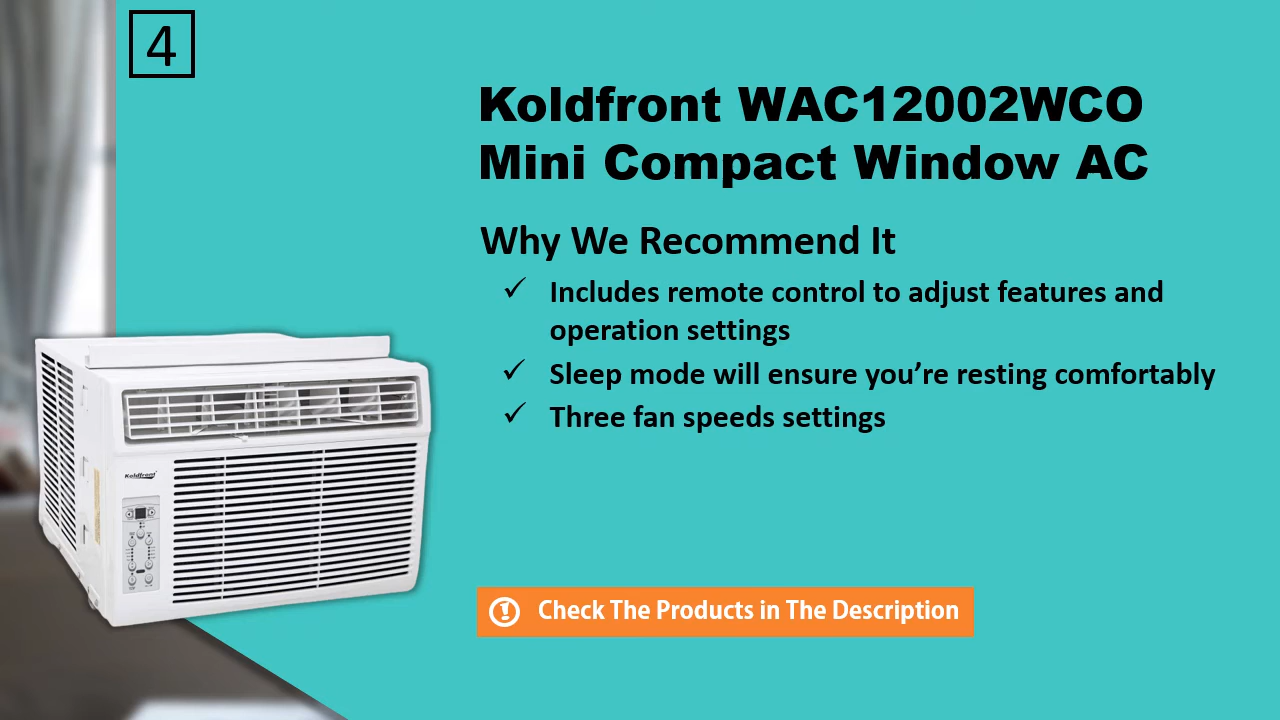 4
Koldfront WAC12002WCO
Mini Compact Window AC
Why We Recommend It
✓ Includes remote control to adjust features and
operation settings
✓ Sleep mode will ensure you’re resting comfortably
✓ Three fan speeds settings
Koldfront
Check The Products in The Description